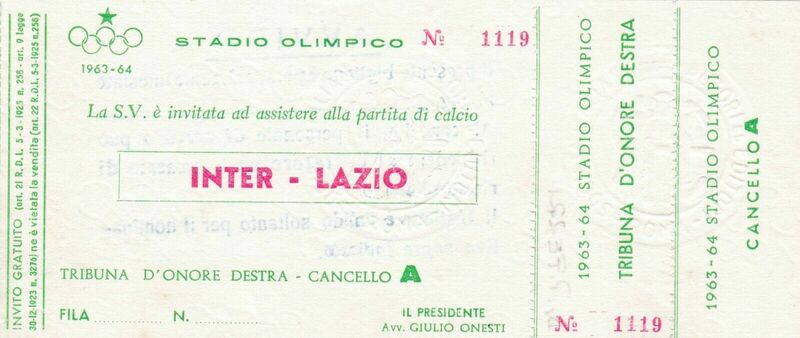 INVITO GRATUITO (art. 21 R.D.L. 5-3-1925 n. 258 - art. 9 legge
30-12-1923 n. 3276) ne è vietata la vendita (art. 22 R.D.L. 5-3-1925 n. 258)
1963-64
STADIO OLIMPICO № 1119
La S.V. è invitata ad assistere alla partita di calcio
INTER - LAZIO
TRIBUNA D'ONORE DESTRA - CANCELLO A
FILA ........... N. ...........
IL PRESIDENTE
Avv. GIULIO ONESTI
1963-64 STADIO OLIMPICO
TRIBUNA D'ONORE DESTRA
№ 1119
1963-64 STADIO OLIMPICO
CANCELLO A